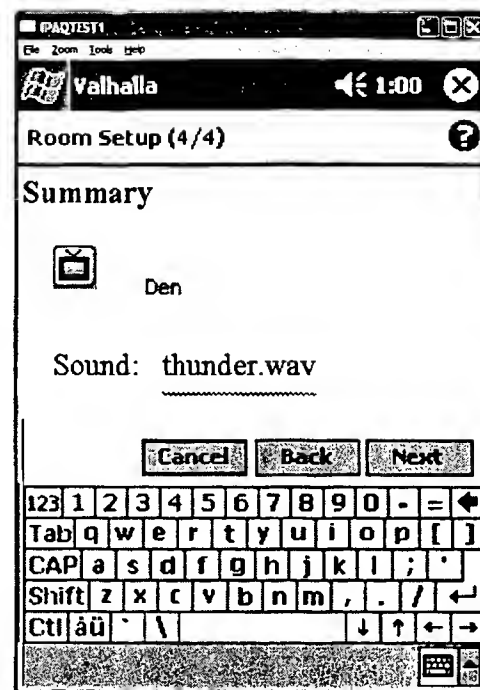 IPAQTEST1
File Zoom Tools Help
Valhalla 1:00
Room Setup (4/4) ?
Summary
Den
Sound: thunder.wav
Cancel Back Next
123 1 2 3 4 5 6 7 8 9 0 - = 
Tab q w e r t y u i o p [ ]
CAP a s d f g h j k l ; '
Shift z x c v b n m , . /
Ctl áü ` \